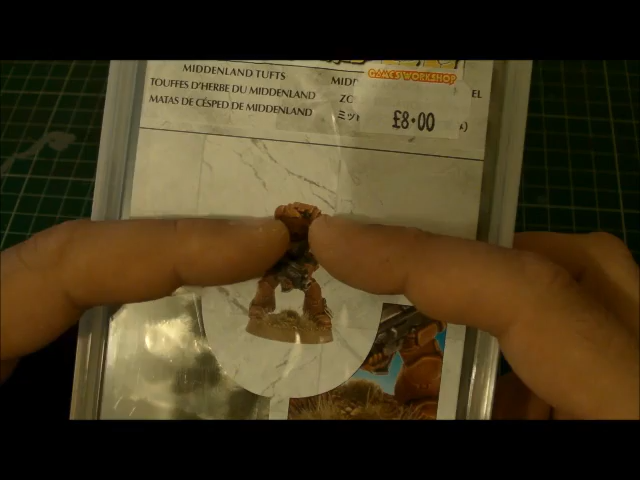 GAMES WORKSHOP
MIDDENLAND TUFTS
TOUFFES D'HERBE DU MIDDENLAND
MATAS DE CÉSPED DE MIDDENLAND
£8.00